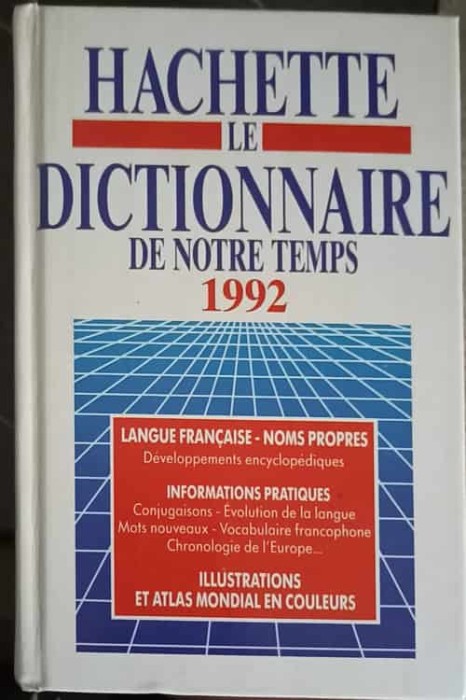 HACHETTE
LE
DICTIONNAIRE
DE NOTRE TEMPS
1992
LANGUE FRANÇAISE - NOMS PROPRES
Développements encyclopédiques
INFORMATIONS PRATIQUES
Conjugaisons - Évolution de la langue
Mots nouveaux - Vocabulaire francophone
Chronologie de l'Europe...
ILLUSTRATIONS
ET ATLAS MONDIAL EN COULEURS